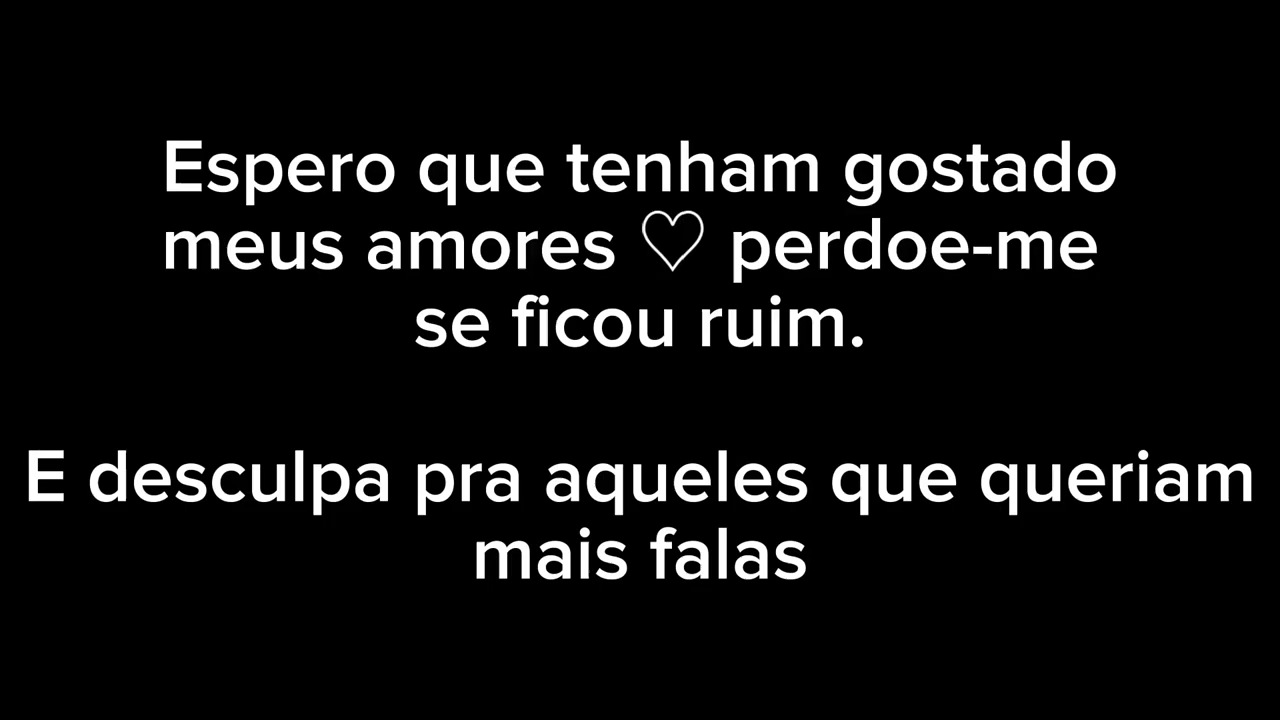 Espero que tenham gostado
meus amores ♡ perdoe-me
se ficou ruim.
E desculpa pra aqueles que queriam
mais falas